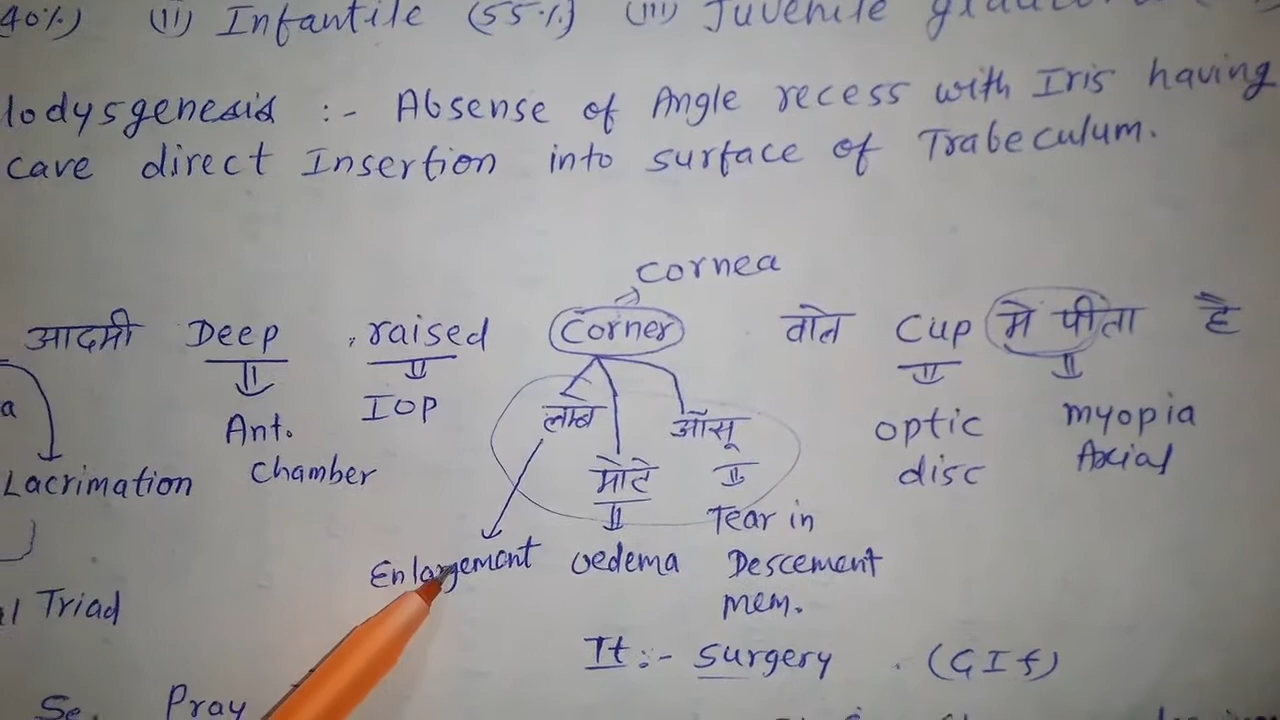 40%) (ii) Infantile (55%) (iii) Juvenile
lodysgenesis :- Absense of Angle recess with Iris having
cave direct Insertion into surface of Trabeculum.
cornea
आदमी Deep raised Corner वोन Cup मे पीता है
a Ant. IOP लाम्बे आँसू optic myopia
Lacrimation chamber मोटे disc Axial
Tear in
Enlargement oedema Descement
al Triad mem.
It :- surgery (GIf)
Se. Pray